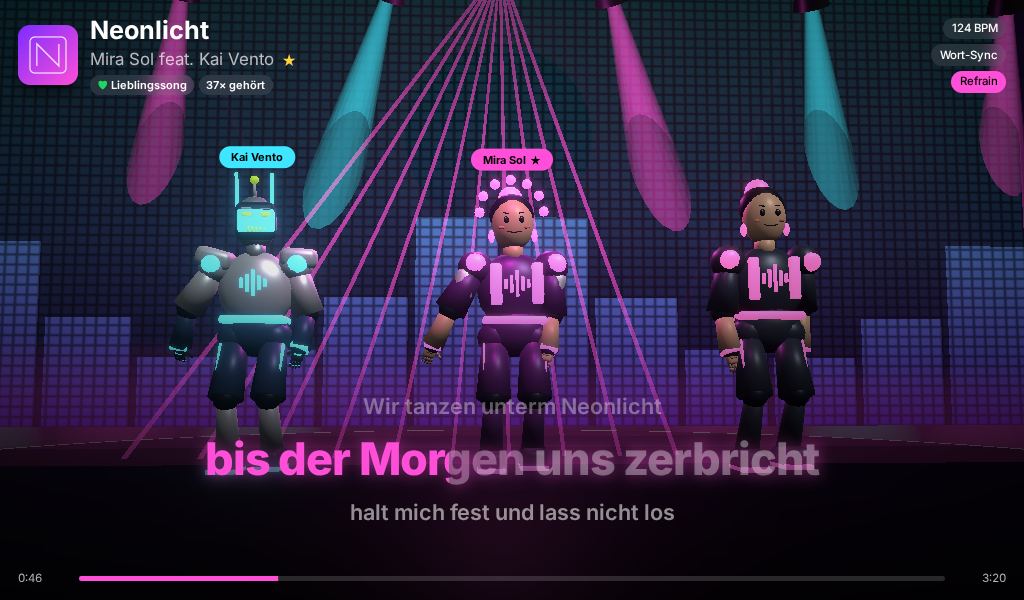 Neonlicht
Mira Sol feat. Kai Vento ★
Lieblingssong
37× gehört
124 BPM
Wort-Sync
Refrain
N
Kai Vento
Mira Sol ★
Wir tanzen unterm Neonlicht
bis der Morgen uns zerbricht
halt mich fest und lass nicht los
0:46
3:20